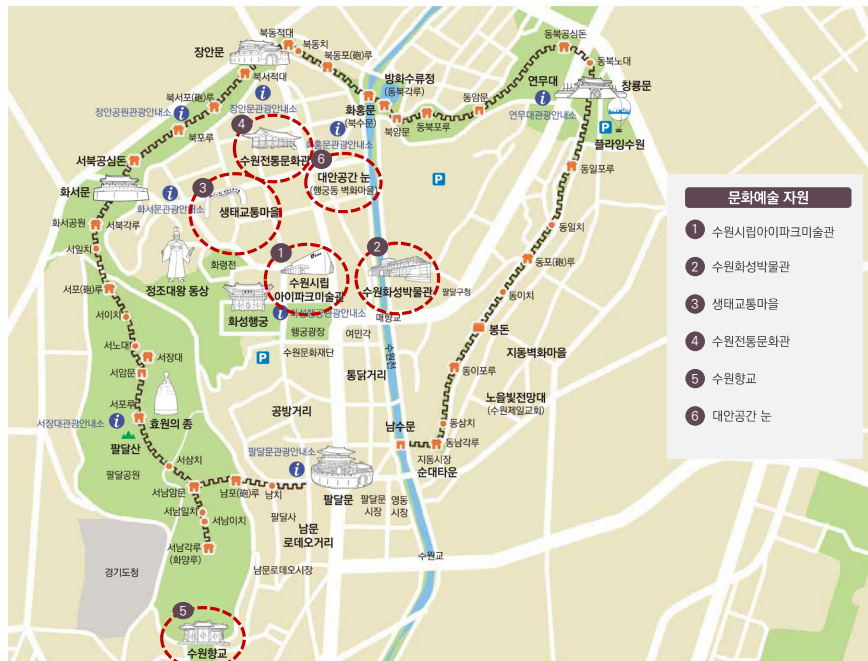 북동적대
장안문
북동치
북동포(砲)루
북서적대
북서포(砲)루
장안공원관광안내소
장안문관광안내소
북포루
방화수류정
(동북각루)
화홍문
(북수문)
북암문
동북포루
동암문
동북공심돈
동북노대
연무대
창룡문
연무대관광안내소
P
플라잉수원
4
화홍문관광안내소
수원전통문화관
6
대안공간 눈
(행궁동 벽화마을)
P
동일포루
서북공심돈
화서문
화서문관광안내소
3
생태교통마을
화서공원
서북각루
서일치
화령전
정조대왕 동상
1
수원시립
아이파크미술관
2
수원화성박물관
팔달구청
동일치
동포(砲)루
서포(砲)루
화성행궁
화성행궁관광안내소
매향교
동이치
서이치
행궁광장
여민각
수원천
봉돈
서노대
서장대
P
수원문화재단
지동벽화마을
서암문
통닭거리
동이포루
노을빛전망대
(수원제일교회)
서포루
서장대관광안내소
효원의 종
공방거리
남수문
동삼치
동남각루
팔달산
팔달문관광안내소
지동시장
순대타운
서삼치
팔달공원
서남암문
남포(砲)루
남치
팔달문
팔달문
시장
영동
시장
서남일치
서남이치
팔달사
남문
로데오거리
서남각루
(화양루)
수원교
경기도청
남문로데오시장
5
수원향교
문화예술 자원
1 수원시립아이파크미술관
2 수원화성박물관
3 생태교통마을
4 수원전통문화관
5 수원향교
6 대안공간 눈